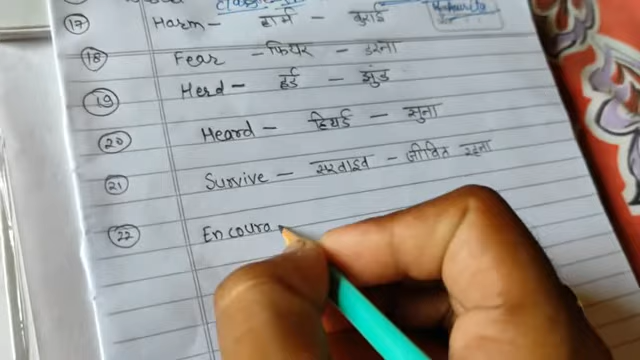 17 Harm - हार्म - बुराई
18 Fear - फियर - डरना
19 Herd - हर्ड - झुंड
20 Heard - हियर्ड - सुना
21 Survive - सरवाइव - जीवित रहना
22 Encoura